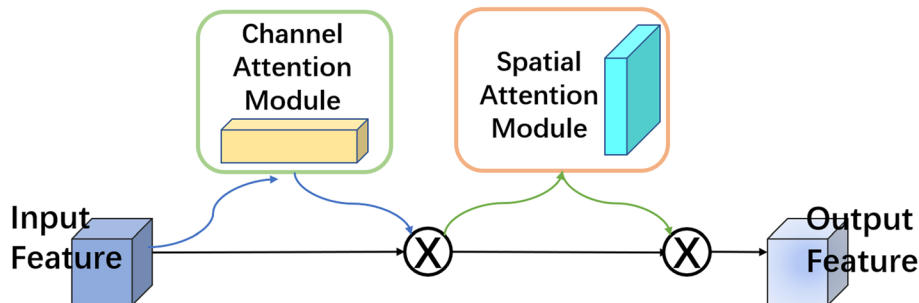 Channel
Attention
Module
Spatial
Attention
Module
Input
Feature
X
X
Output
Feature